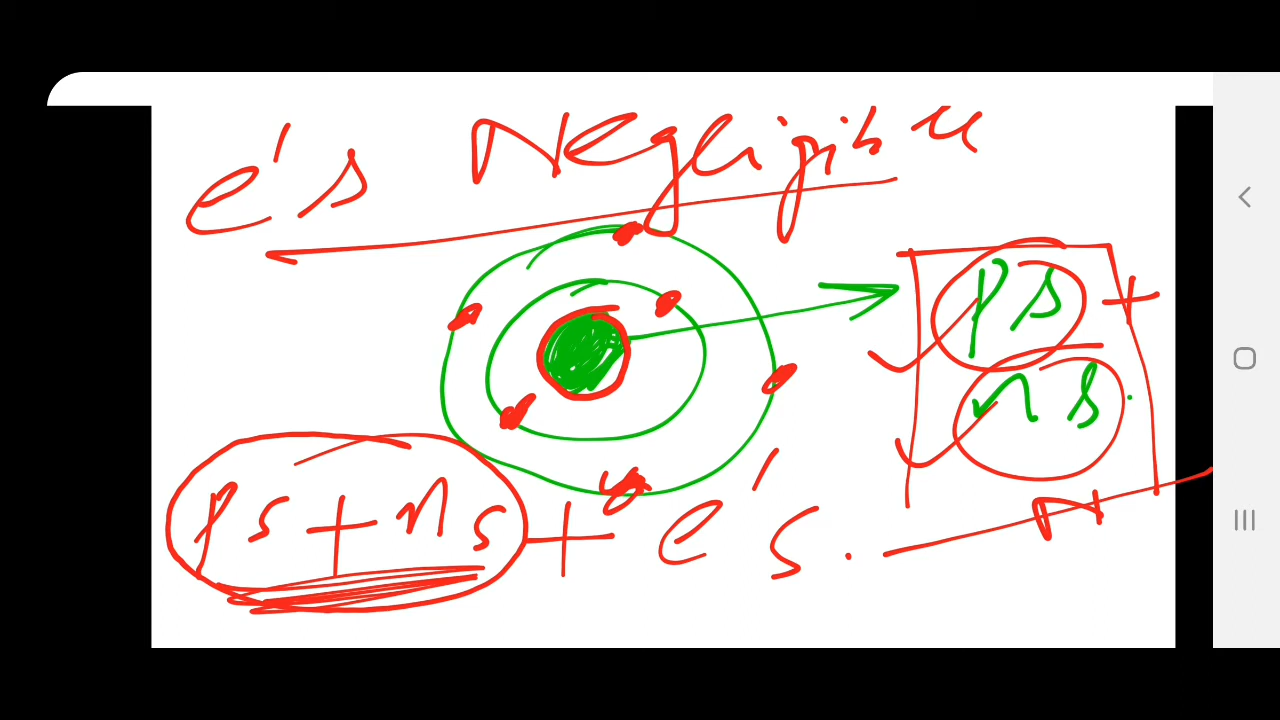 e's Negligible
ps +
ns.
ps + ns + e's.
N